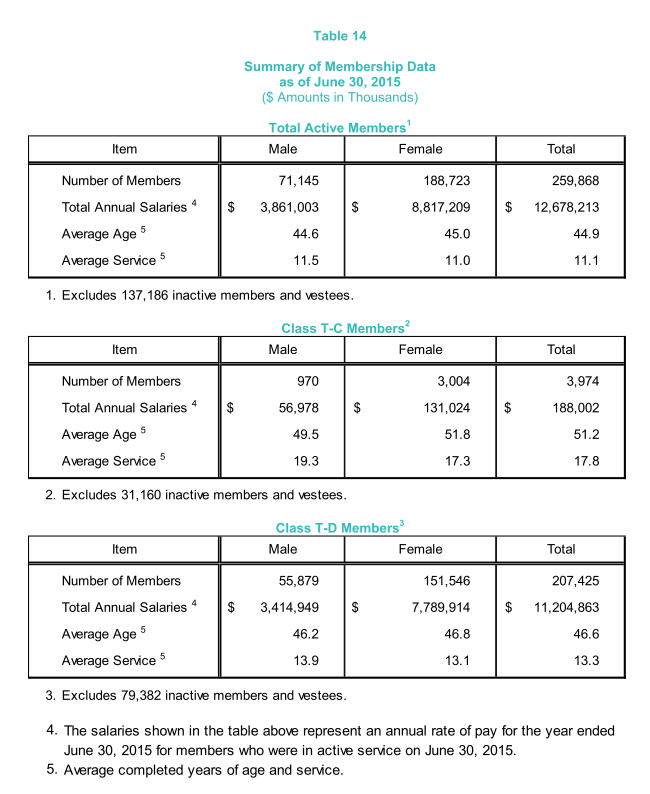 Table 14
Summary of Membership Data
as of June 30, 2015
($ Amounts in Thousands)
Total Active Members1
Item Male Female Total
Number of Members 71,145 188,723 259,868
Total Annual Salaries 4 $ 3,861,003 $ 8,817,209 $ 12,678,213
Average Age 5 44.6 45.0 44.9
Average Service 5 11.5 11.0 11.1
1. Excludes 137,186 inactive members and vestees.
Class T-C Members2
Item Male Female Total
Number of Members 970 3,004 3,974
Total Annual Salaries 4 $ 56,978 $ 131,024 $ 188,002
Average Age 5 49.5 51.8 51.2
Average Service 5 19.3 17.3 17.8
2. Excludes 31,160 inactive members and vestees.
Class T-D Members3
Item Male Female Total
Number of Members 55,879 151,546 207,425
Total Annual Salaries 4 $ 3,414,949 $ 7,789,914 $ 11,204,863
Average Age 5 46.2 46.8 46.6
Average Service 5 13.9 13.1 13.3
3. Excludes 79,382 inactive members and vestees.
4. The salaries shown in the table above represent an annual rate of pay for the year ended
June 30, 2015 for members who were in active service on June 30, 2015.
5. Average completed years of age and service.